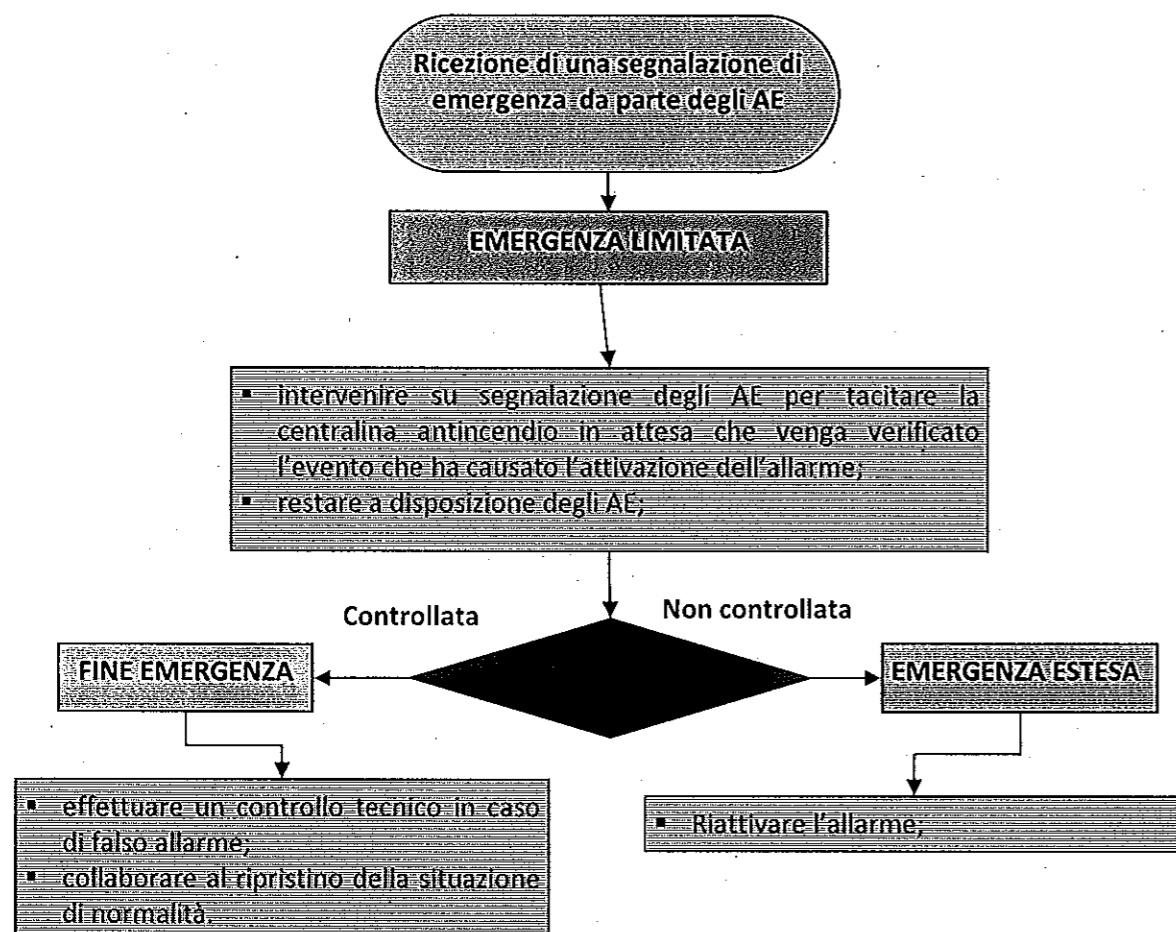 Ricezione di una segnalazione di
emergenza da parte degli AE
EMERGENZA LIMITATA
▪ intervenire su segnalazione degli AE per tacitare la
centralina antincendio in attesa che venga verificato
l'evento che ha causato l'attivazione dell'allarme;
▪ restare a disposizione degli AE;
Controllata
Non controllata
FINE EMERGENZA
EMERGENZA ESTESA
▪ effettuare un controllo tecnico in caso
di falso allarme;
▪ collaborare al ripristino della situazione
di normalità.
▪ Riattivare l'allarme;